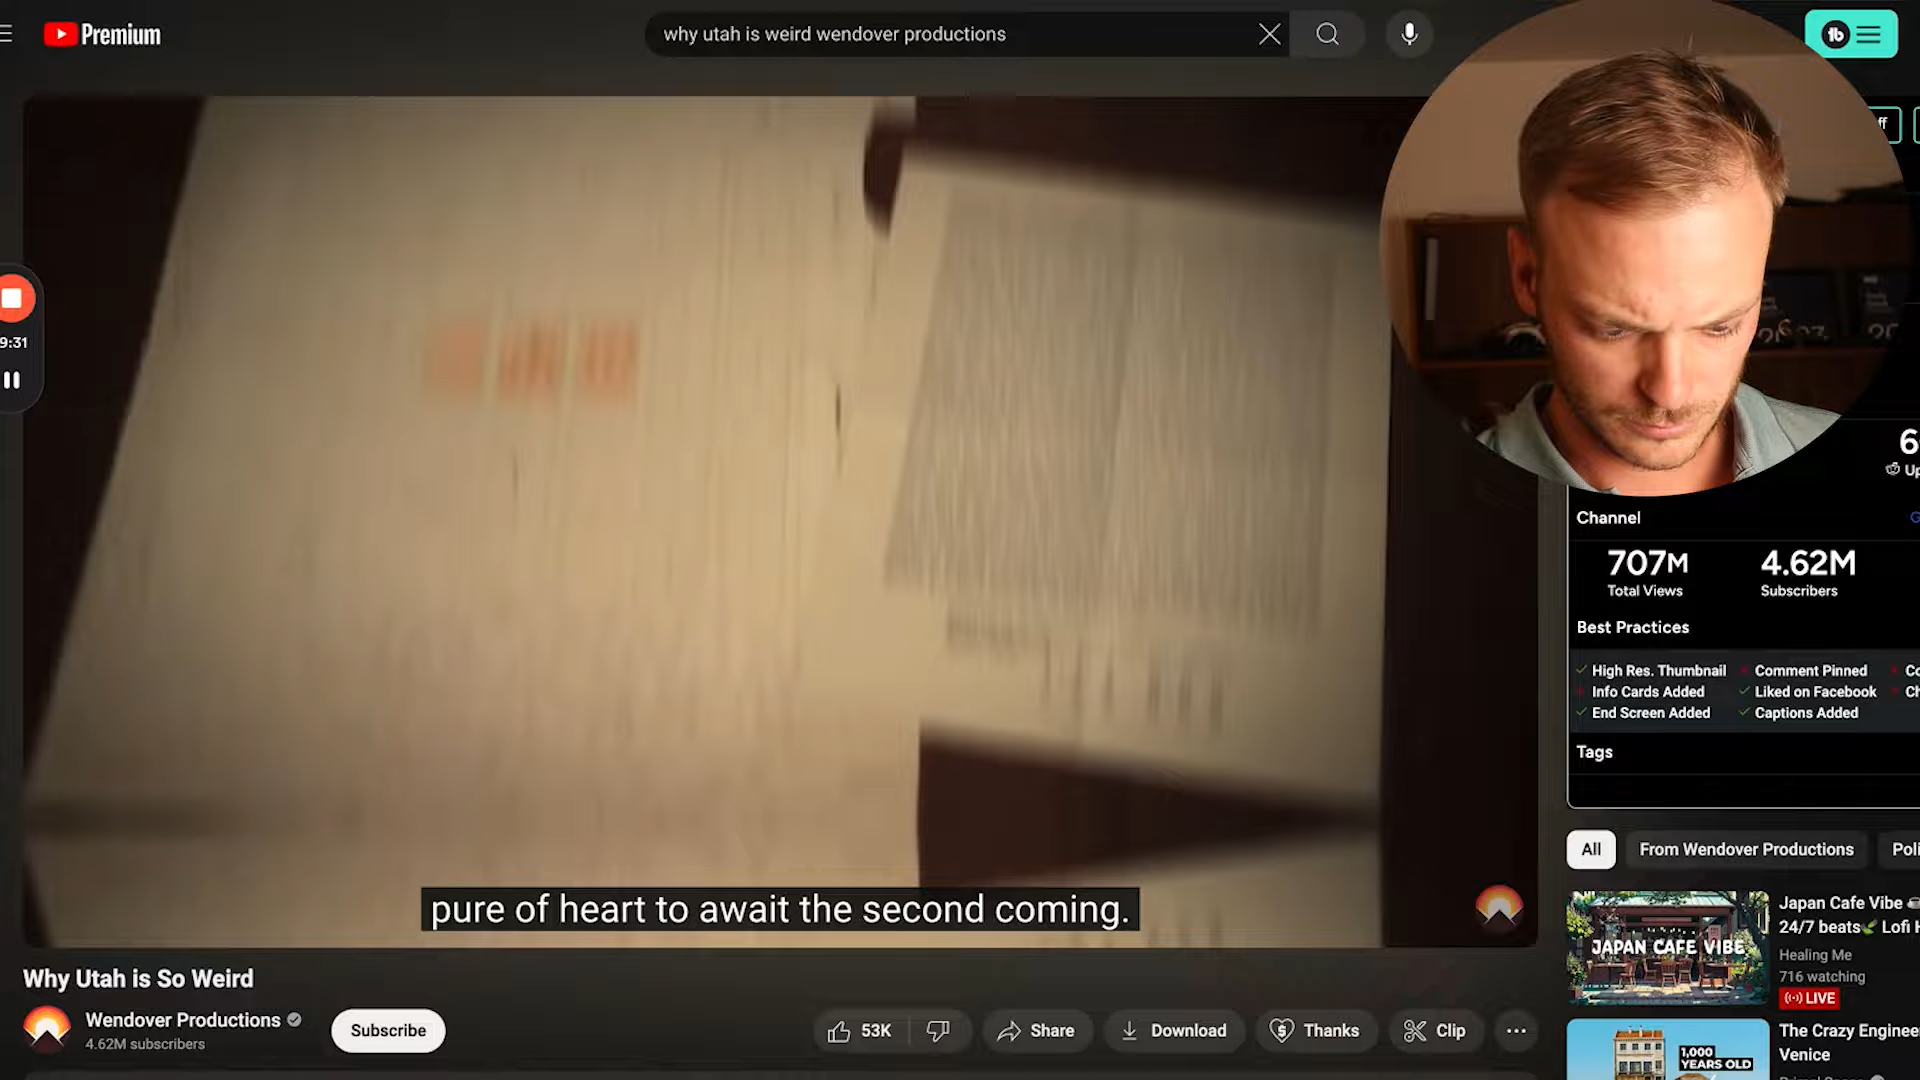 Premium
why utah is weird wendover productions
9:31
pure of heart to await the second coming.
Why Utah is So Weird
Wendover Productions
4.62M subscribers
Subscribe
53K
Share
Download
Thanks
Clip
Channel
707M
Total Views
4.62M
Subscribers
Best Practices
High Res. Thumbnail
Comment Pinned
Info Cards Added
Liked on Facebook
End Screen Added
Captions Added
Tags
All
From Wendover Productions
JAPAN CAFE VIBE
Japan Cafe Vibe
24/7 beats Lofi H
Healing Me
716 watching
LIVE
1,000
YEARS OLD
The Crazy Engineer
Venice